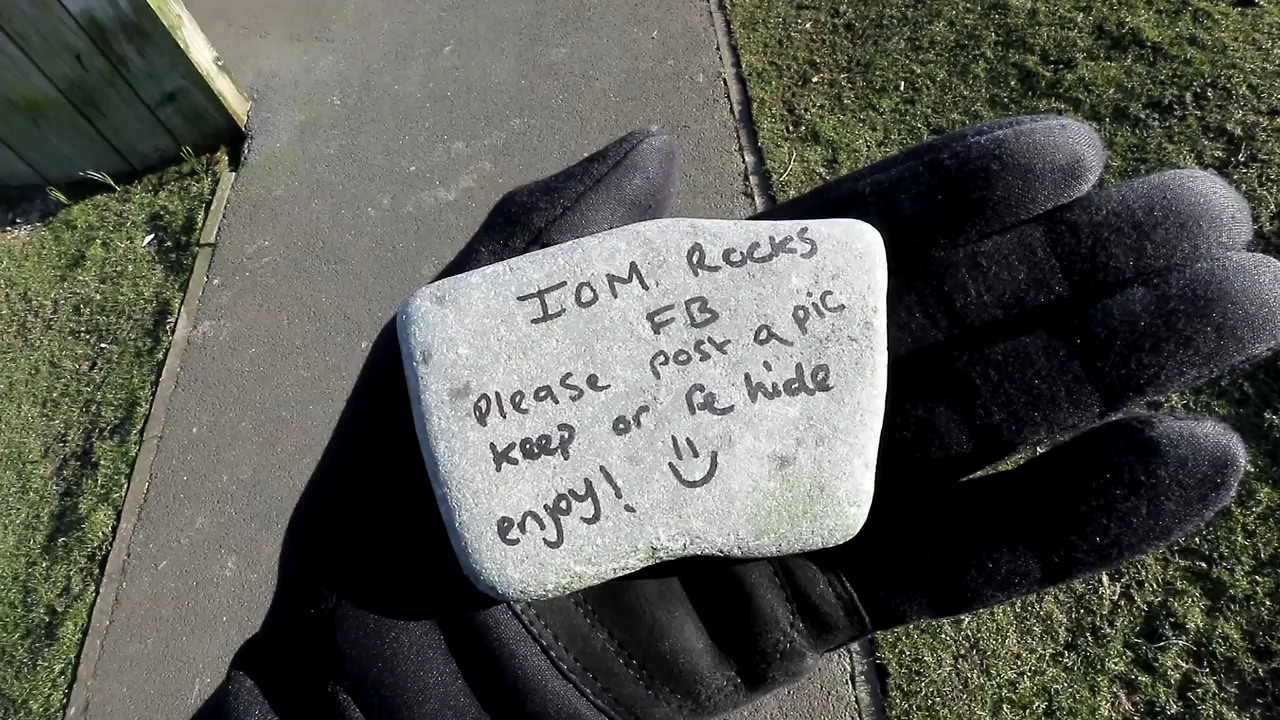 IOM Rocks
FB
please post a pic
keep or re hide
enjoy!